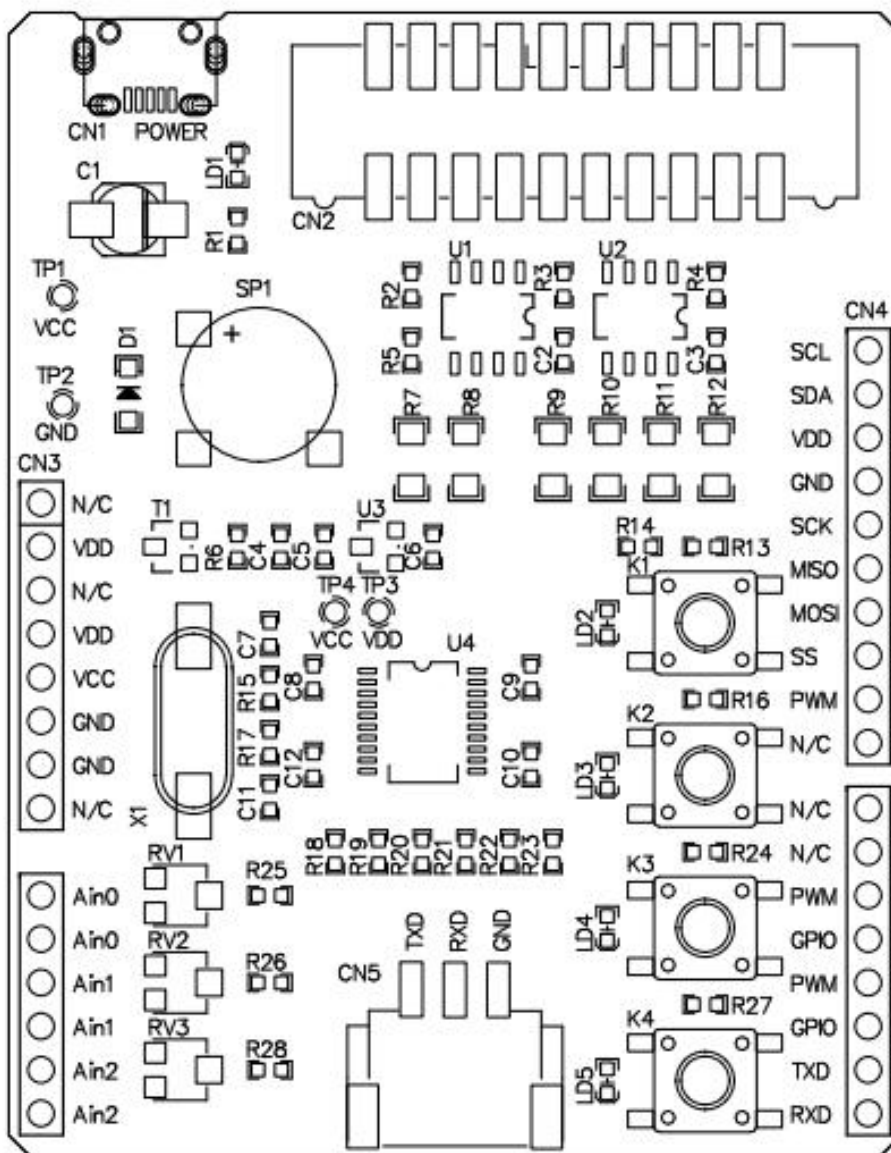 CN1 POWER
LD1
C1
R1
CN2
TP1
VCC
SP1
+
U1
U2
R2
R3
R4
CN4
D1
R5
C2
C3
SCL
TP2
GND
SDA
R7
R8
R9
R10
R11
R12
VDD
CN3
GND
N/C
T1
U3
SCK
VDD
R6
C4
C5
C6
R14
R13
N/C
TP4
TP3
K1
MISO
VCC
VDD
LD2
MOSI
VDD
C7
U4
SS
VCC
R15
C8
C9
R16
PWM
GND
R17
K2
N/C
GND
C12
C10
LD3
N/C
X1
C11
N/C
RV1
R18
R19
R20
R21
R22
R23
R24
N/C
Ain0
R25
K3
PWM
Ain0
TXD
RXD
GND
LD4
GPIO
RV2
R26
CN5
Ain1
PWM
Ain1
R27
RV3
R28
K4
GPIO
Ain2
LD5
TXD
Ain2
RXD